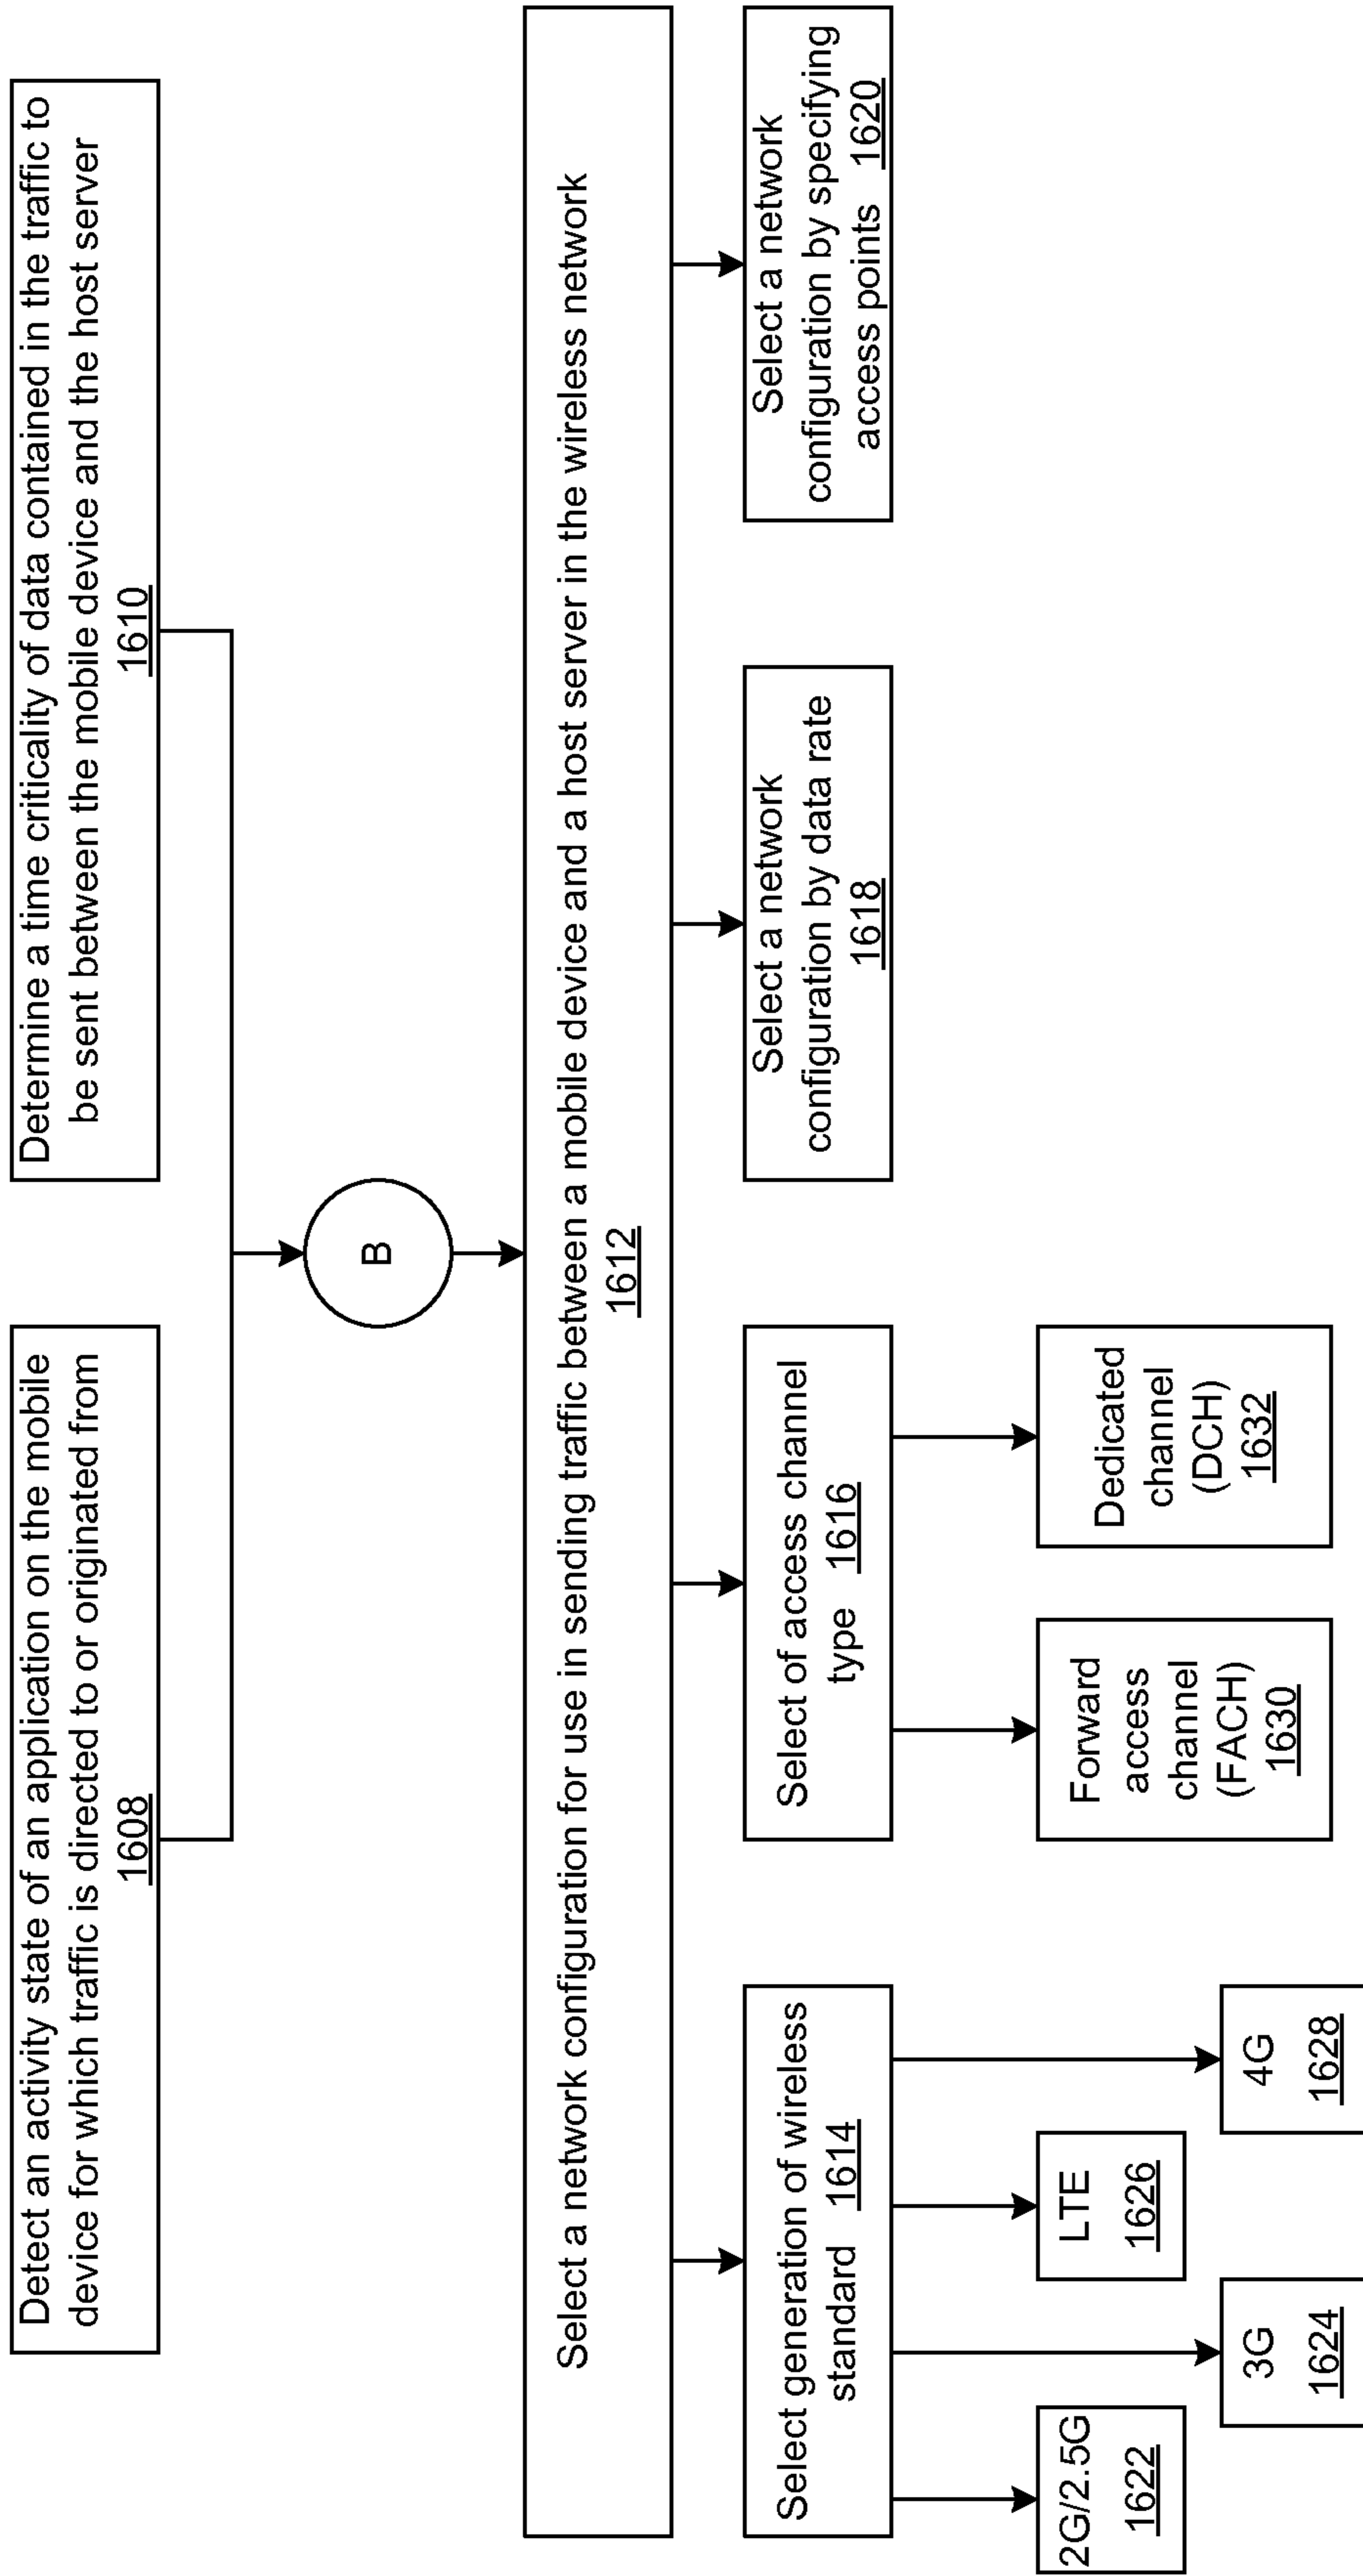 Detect an activity state of an application on the mobile
device for which traffic is directed to or originated from
1608
Determine a time criticality of data contained in the traffic to
be sent between the mobile device and the host server
1610
B
Select a network configuration for use in sending traffic between a mobile device and a host server in the wireless network
1612
Select generation of wireless
standard 1614
Select of access channel
type 1616
Select a network
configuration by data rate
1618
Select a network
configuration by specifying
access points 1620
2G/2.5G
1622
3G
1624
LTE
1626
4G
1628
Forward
access
channel
(FACH)
1630
Dedicated
channel
(DCH)
1632